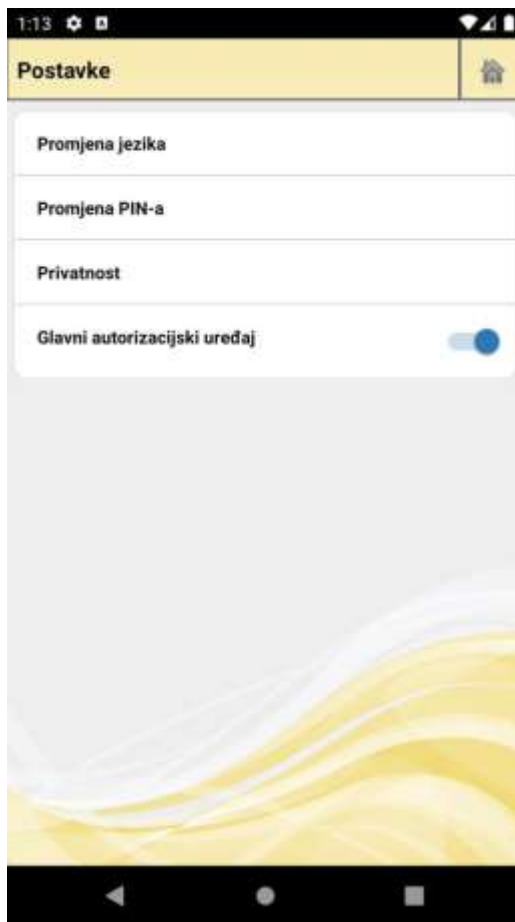 1:13
Postavke
Promjena jezika
Promjena PIN-a
Privatnost
Glavni autorizacijski uređaj